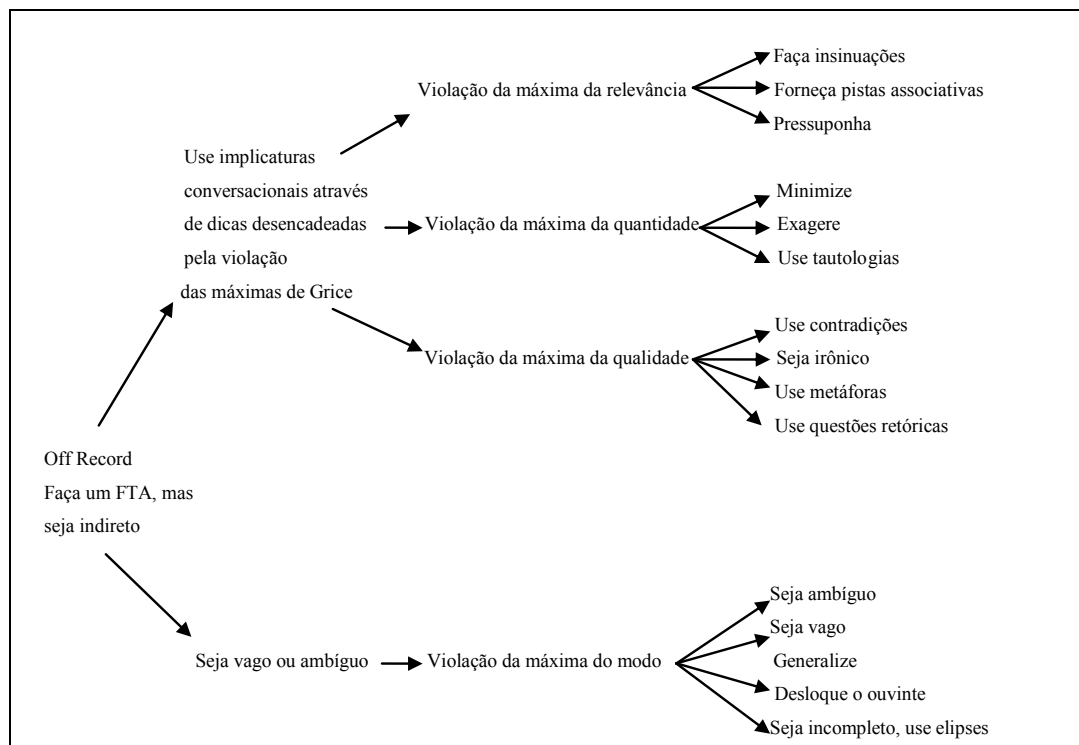 Faça insinuações
Violação da máxima da relevância
Forneça pistas associativas
Pressuponha
Use implicaturas
conversacionais através
de dicas desencadeadas
pela violação
das máximas de Grice
Minimize
Violação da máxima da quantidade
Exagere
Use tautologias
Use contradições
Violação da máxima da qualidade
Seja irônico
Use metáforas
Use questões retóricas
Off Record
Faça um FTA, mas
seja indireto
Seja vago ou ambíguo
Violação da máxima do modo
Seja ambíguo
Seja vago
Generalize
Desloque o ouvinte
Seja incompleto, use elipses